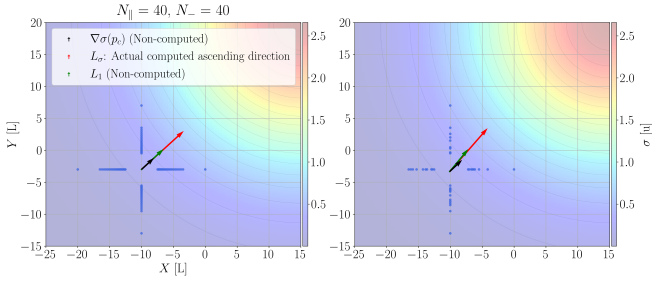 N∥ = 40, N− = 40
∇σ(p_c) (Non-computed)
L_σ: Actual computed ascending direction
L_1 (Non-computed)
Y [L]
20
15
10
5
0
−5
−10
−15
−25 −20 −15 −10 −5 0 5 10 15
X [L]
2.5
2.0
1.5
1.0
0.5
20
15
10
5
0
−5
−10
−15
−25 −20 −15 −10 −5 0 5 10 15
2.5
2.0
1.5
1.0
0.5
σ [u]